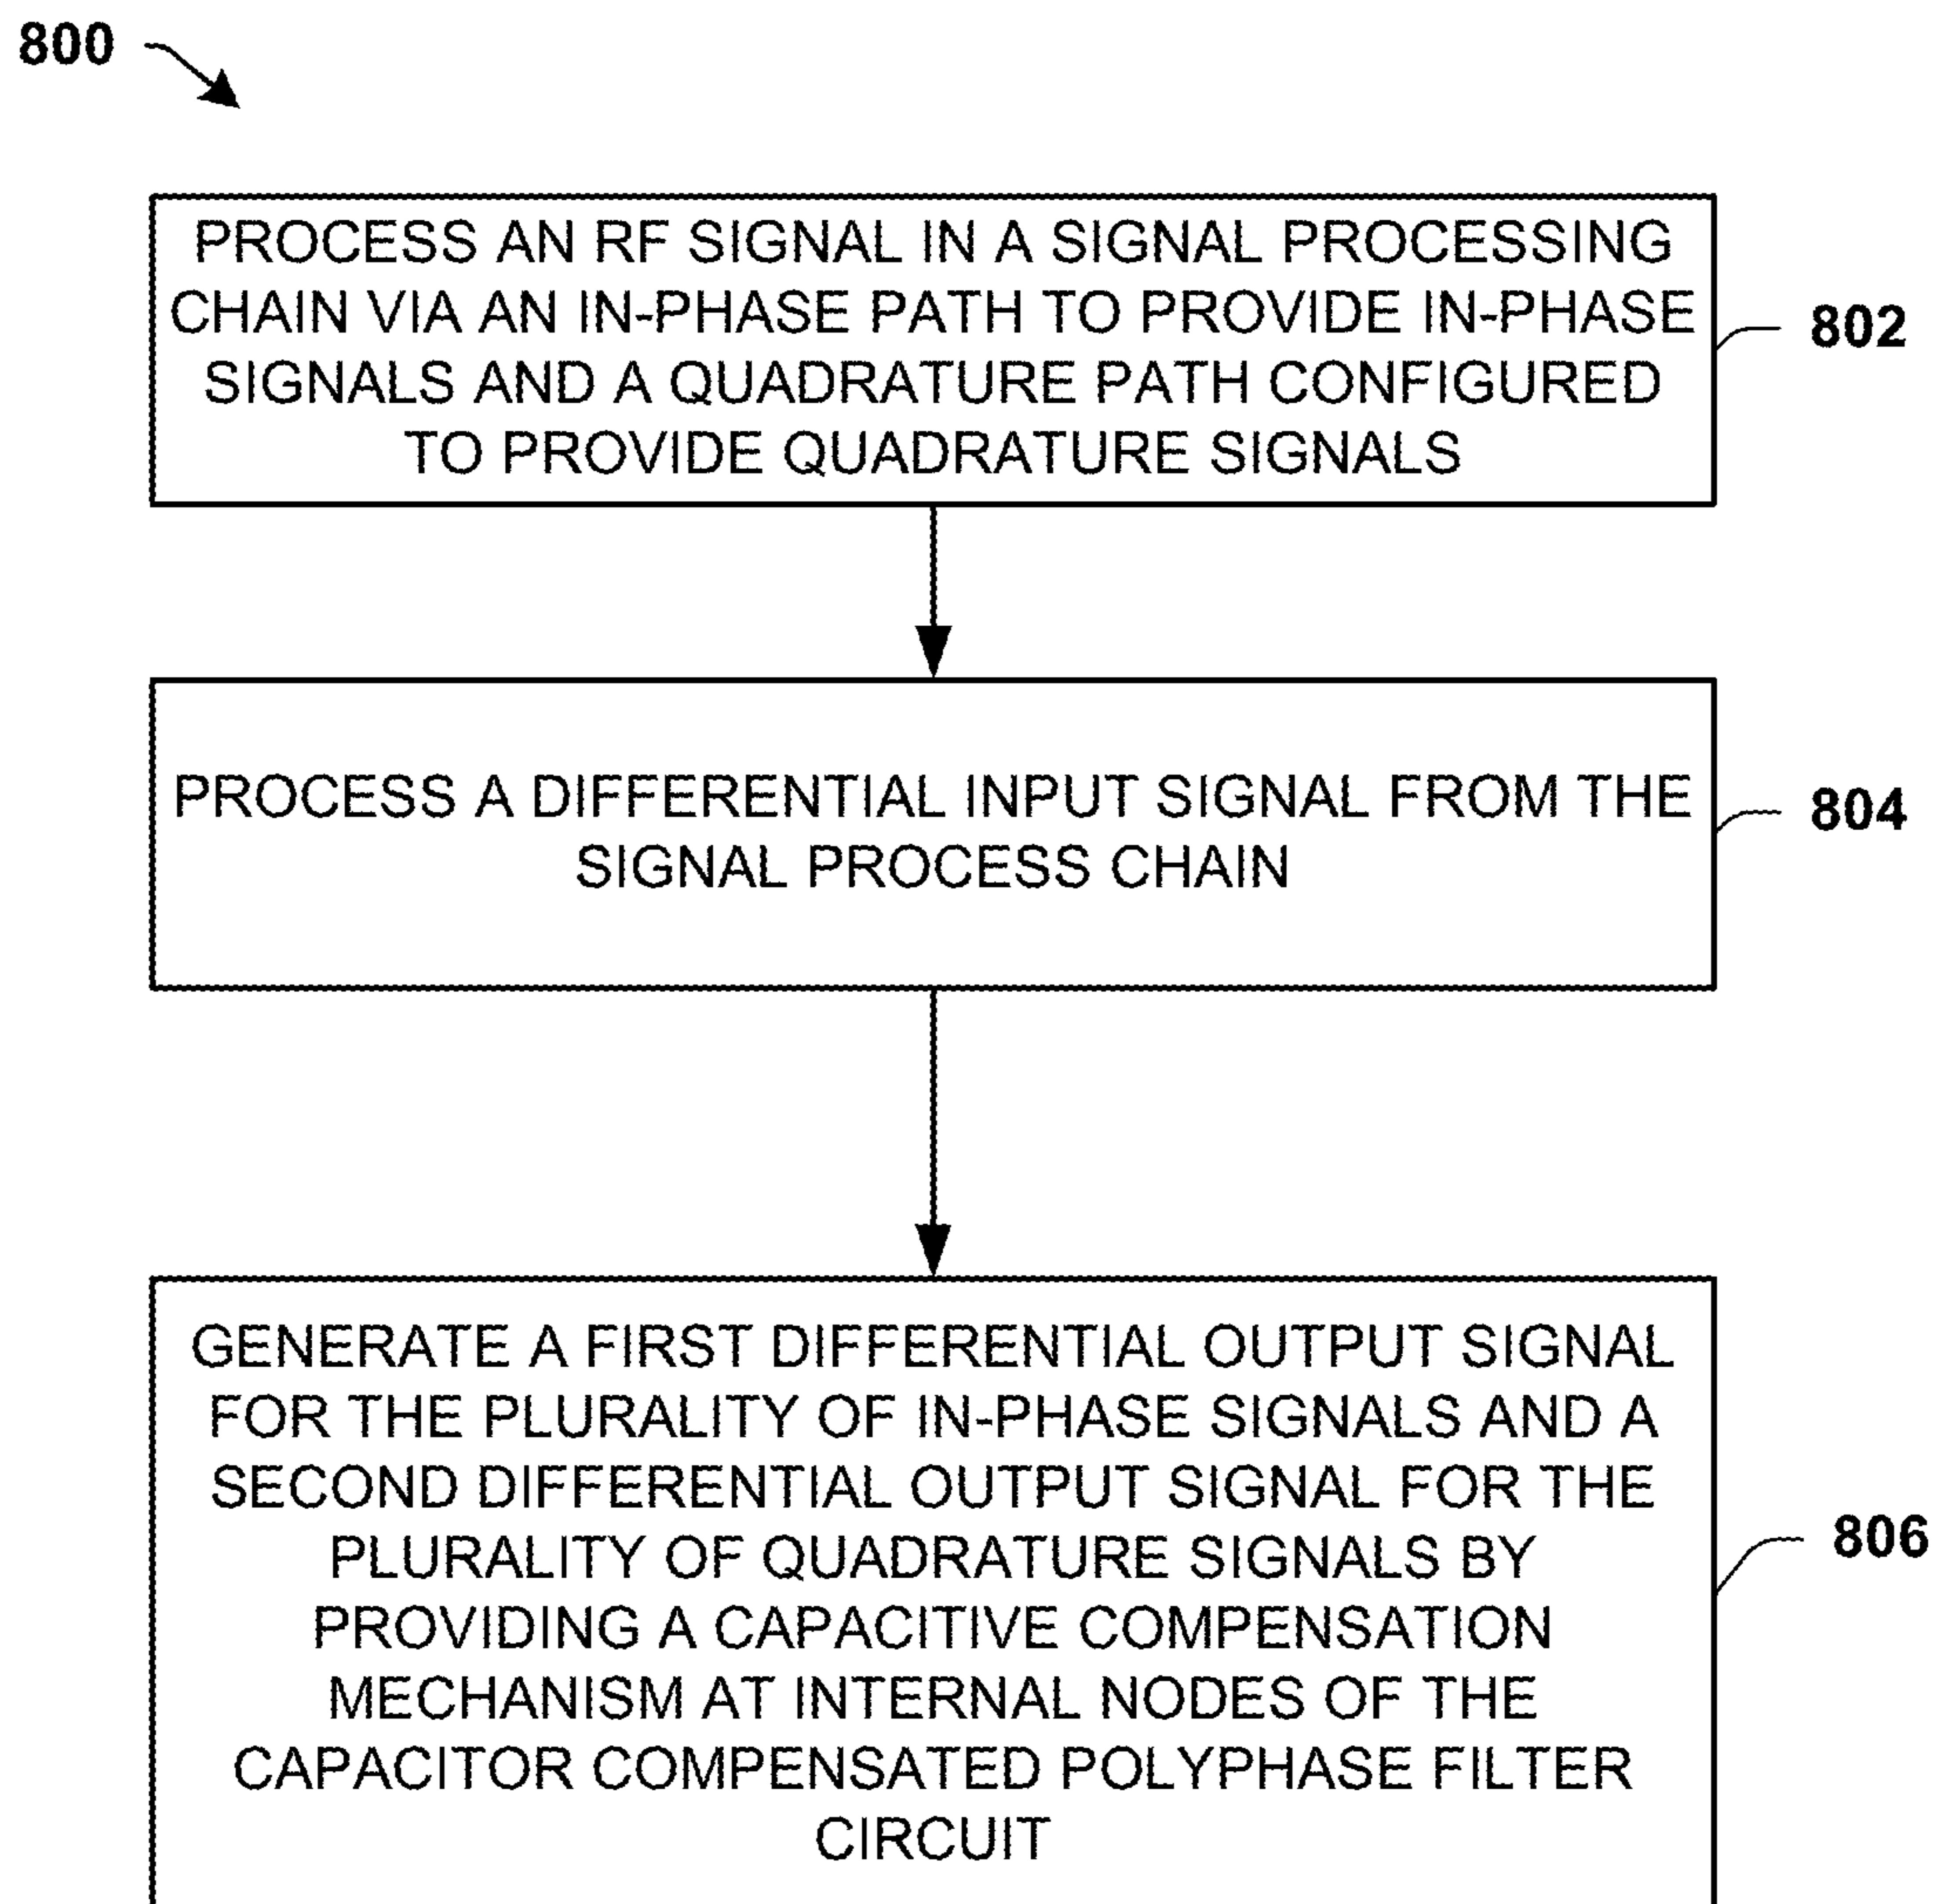 800
PROCESS AN RF SIGNAL IN A SIGNAL PROCESSING
CHAIN VIA AN IN-PHASE PATH TO PROVIDE IN-PHASE
SIGNALS AND A QUADRATURE PATH CONFIGURED
TO PROVIDE QUADRATURE SIGNALS
802
PROCESS A DIFFERENTIAL INPUT SIGNAL FROM THE
SIGNAL PROCESS CHAIN
804
GENERATE A FIRST DIFFERENTIAL OUTPUT SIGNAL
FOR THE PLURALITY OF IN-PHASE SIGNALS AND A
SECOND DIFFERENTIAL OUTPUT SIGNAL FOR THE
PLURALITY OF QUADRATURE SIGNALS BY
PROVIDING A CAPACITIVE COMPENSATION
MECHANISM AT INTERNAL NODES OF THE
CAPACITOR COMPENSATED POLYPHASE FILTER
CIRCUIT
806